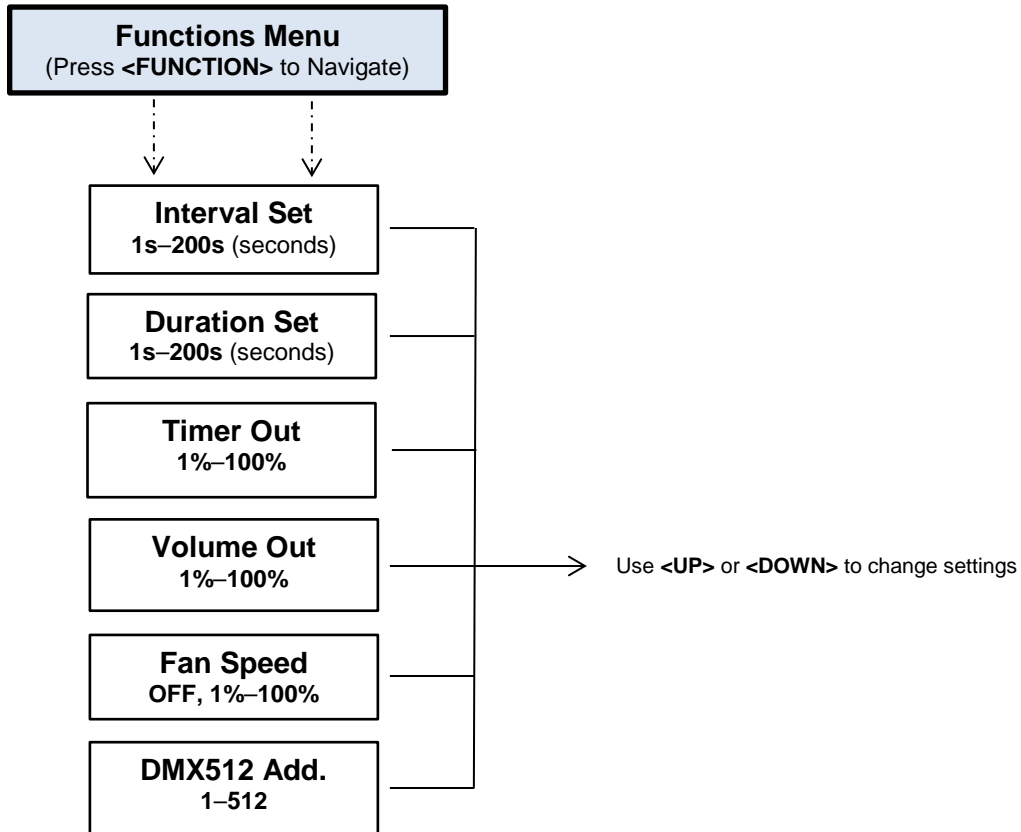 Functions Menu
(Press <FUNCTION> to Navigate)
Interval Set
1s–200s (seconds)
Duration Set
1s–200s (seconds)
Timer Out
1%–100%
Volume Out
1%–100%
Use <UP> or <DOWN> to change settings
Fan Speed
OFF, 1%–100%
DMX512 Add.
1–512